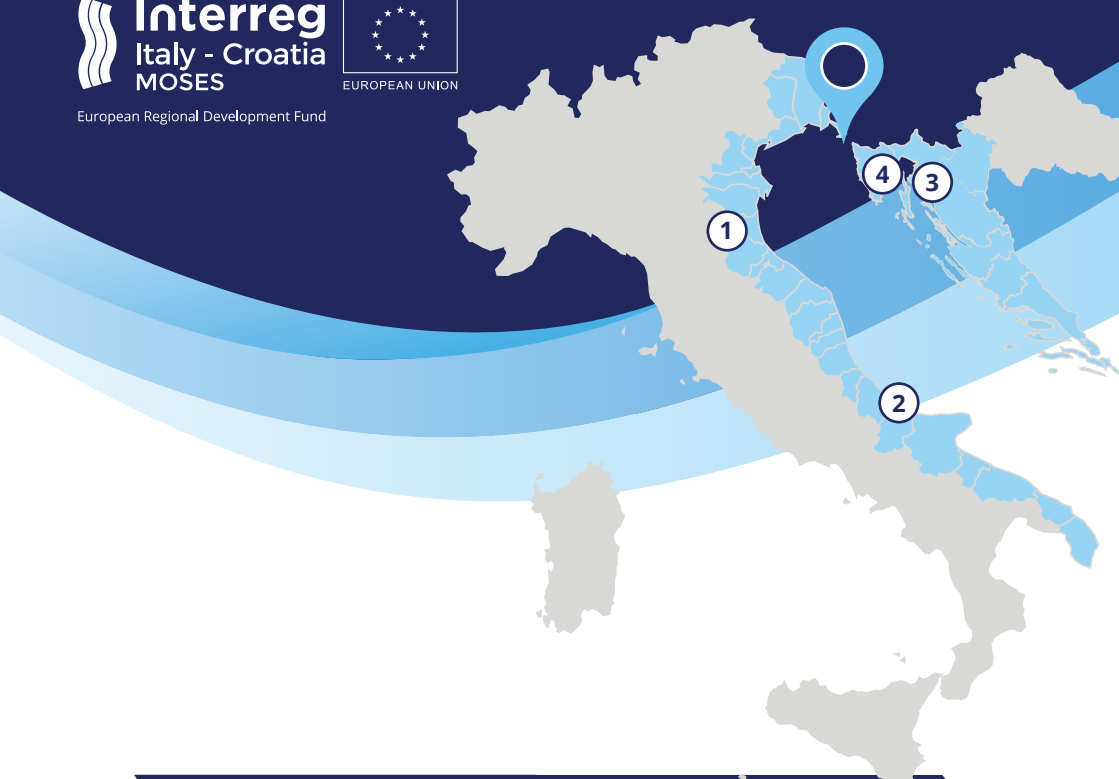 Interreg
Italy - Croatia
MOSES
EUROPEAN UNION
European Regional Development Fund
4
3
1
2